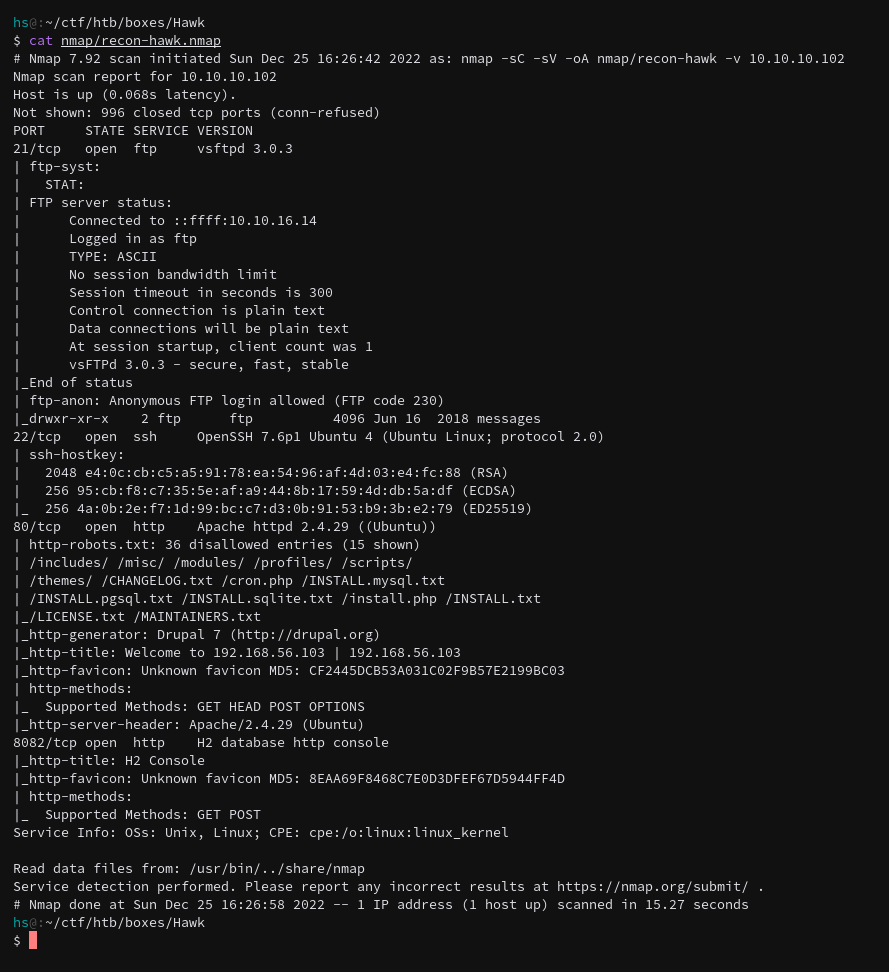 hs@:~/ctf/htb/boxes/Hawk
$ cat nmap/recon-hawk.nmap
# Nmap 7.92 scan initiated Sun Dec 25 16:26:42 2022 as: nmap -sC -sV -oA nmap/recon-hawk -v 10.10.10.102
Nmap scan report for 10.10.10.102
Host is up (0.068s latency).
Not shown: 996 closed tcp ports (conn-refused)
PORT     STATE SERVICE VERSION
21/tcp   open  ftp     vsftpd 3.0.3
| ftp-syst:
|   STAT:
| FTP server status:
|      Connected to ::ffff:10.10.16.14
|      Logged in as ftp
|      TYPE: ASCII
|      No session bandwidth limit
|      Session timeout in seconds is 300
|      Control connection is plain text
|      Data connections will be plain text
|      At session startup, client count was 1
|      vsFTPd 3.0.3 - secure, fast, stable
|_End of status
| ftp-anon: Anonymous FTP login allowed (FTP code 230)
|_drwxr-xr-x    2 ftp      ftp          4096 Jun 16  2018 messages
22/tcp   open  ssh     OpenSSH 7.6p1 Ubuntu 4 (Ubuntu Linux; protocol 2.0)
| ssh-hostkey:
|   2048 e4:0c:cb:c5:a5:91:78:ea:54:96:af:4d:03:e4:fc:88 (RSA)
|   256 95:cb:f8:c7:35:5e:af:a9:44:8b:17:59:4d:db:5a:df (ECDSA)
|_  256 4a:0b:2e:f7:1d:99:bc:c7:d3:0b:91:53:b9:3b:e2:79 (ED25519)
80/tcp   open  http    Apache httpd 2.4.29 ((Ubuntu))
| http-robots.txt: 36 disallowed entries (15 shown)
| /includes/ /misc/ /modules/ /profiles/ /scripts/
| /themes/ /CHANGELOG.txt /cron.php /INSTALL.mysql.txt
| /INSTALL.pgsql.txt /INSTALL.sqlite.txt /install.php /INSTALL.txt
|_/LICENSE.txt /MAINTAINERS.txt
|_http-generator: Drupal 7 (http://drupal.org)
|_http-title: Welcome to 192.168.56.103 | 192.168.56.103
|_http-favicon: Unknown favicon MD5: CF2445DCB53A031C02F9B57E2199BC03
| http-methods:
|_  Supported Methods: GET HEAD POST OPTIONS
|_http-server-header: Apache/2.4.29 (Ubuntu)
8082/tcp open  http    H2 database http console
|_http-title: H2 Console
|_http-favicon: Unknown favicon MD5: 8EAA69F8468C7E0D3DFEF67D5944FF4D
| http-methods:
|_  Supported Methods: GET POST
Service Info: OSs: Unix, Linux; CPE: cpe:/o:linux:linux_kernel

Read data files from: /usr/bin/../share/nmap
Service detection performed. Please report any incorrect results at https://nmap.org/submit/ .
# Nmap done at Sun Dec 25 16:26:58 2022 -- 1 IP address (1 host up) scanned in 15.27 seconds
hs@:~/ctf/htb/boxes/Hawk
$